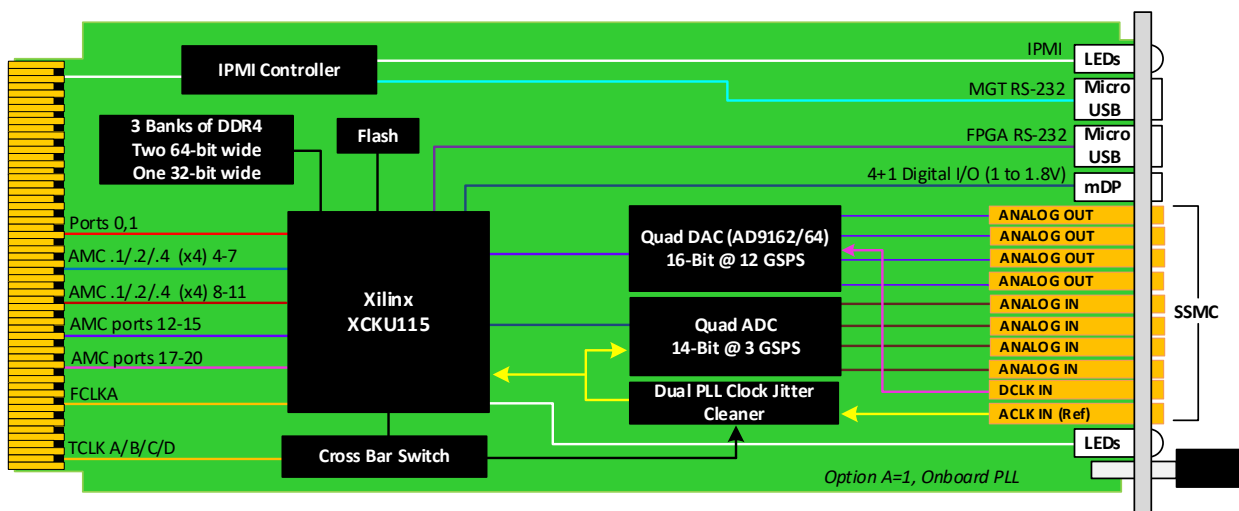 IPMI
LEDs
IPMI Controller
MGT RS-232
Micro
USB
3 Banks of DDR4
Two 64-bit wide
One 32-bit wide
Flash
FPGA RS-232
Micro
USB
4+1 Digital I/O (1 to 1.8V)
mDP
Ports 0,1
AMC .1/.2/.4 (x4) 4-7
AMC .1/.2/.4 (x4) 8-11
AMC ports 12-15
AMC ports 17-20
FCLKA
TCLK A/B/C/D
Xilinx
XCKU115
Quad DAC (AD9162/64)
16-Bit @ 12 GSPS
Quad ADC
14-Bit @ 3 GSPS
Dual PLL Clock Jitter
Cleaner
Cross Bar Switch
ANALOG OUT
ANALOG OUT
ANALOG OUT
ANALOG OUT
ANALOG IN
ANALOG IN
ANALOG IN
ANALOG IN
DCLK IN
ACLK IN (Ref)
SSMC
LEDs
Option A=1, Onboard PLL